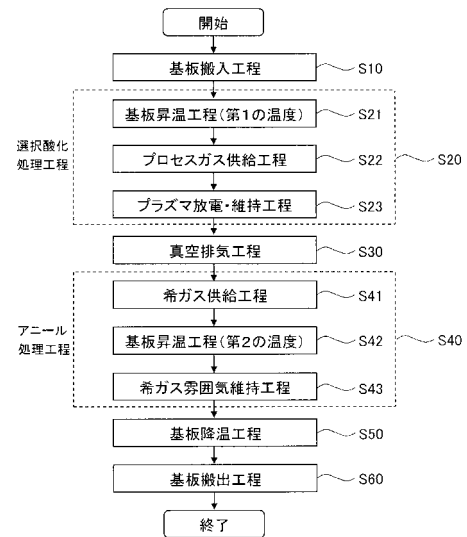 開始
基板搬入工程 S10
基板昇温工程(第1の温度) S21
選択酸化
処理工程
プロセスガス供給工程 S22
S20
プラズマ放電・維持工程 S23
真空排気工程 S30
希ガス供給工程 S41
アニール
処理工程
基板昇温工程(第2の温度) S42
S40
希ガス雰囲気維持工程 S43
基板降温工程 S50
基板搬出工程 S60
終了